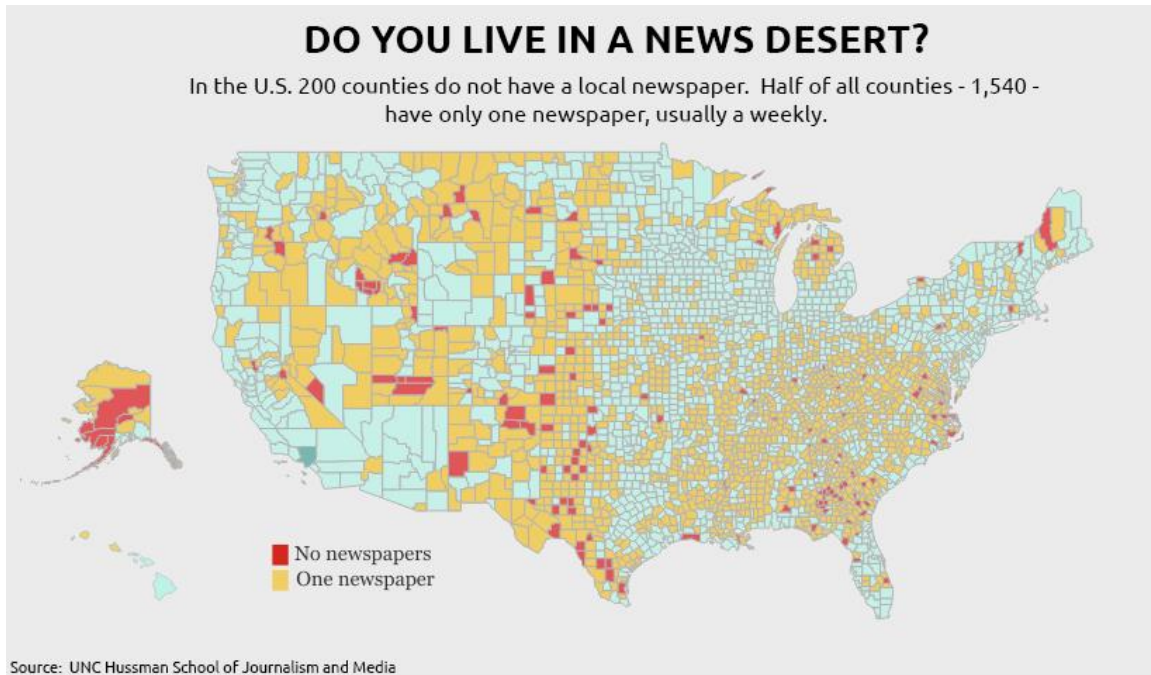 DO YOU LIVE IN A NEWS DESERT?
In the U.S. 200 counties do not have a local newspaper.  Half of all counties - 1,540 -
have only one newspaper, usually a weekly.
No newspapers
One newspaper
Source:  UNC Hussman School of Journalism and Media